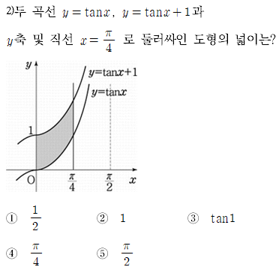 2)두 곡선 y=tanx, y=tanx+1과
y축 및 직선 x=π/4 로 둘러싸인 도형의 넓이는?
y
y=tanx+1
y=tanx
1
O π/4 π/2 x
① 1/2 ② 1 ③ tan1
④ π/4 ⑤ π/2